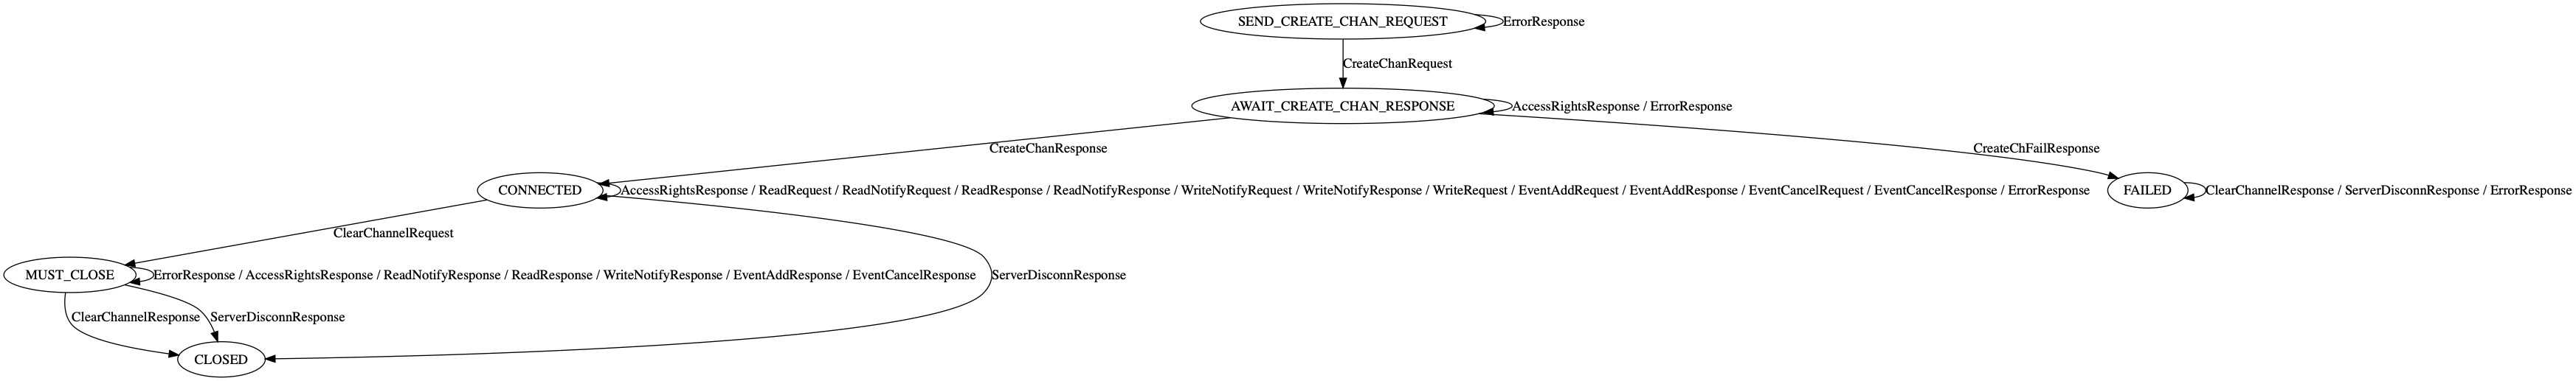 SEND_CREATE_CHAN_REQUEST
ErrorResponse
CreateChanRequest
AWAIT_CREATE_CHAN_RESPONSE
AccessRightsResponse / ErrorResponse
CreateChanResponse
CreateChFailResponse
CONNECTED
AccessRightsResponse / ReadRequest / ReadNotifyRequest / ReadResponse / ReadNotifyResponse / WriteNotifyRequest / WriteNotifyResponse / WriteRequest / EventAddRequest / EventAddResponse / EventCancelRequest / EventCancelResponse / ErrorResponse
FAILED
ClearChannelResponse / ServerDisconnResponse / ErrorResponse
ClearChannelRequest
MUST_CLOSE
ErrorResponse / AccessRightsResponse / ReadNotifyResponse / ReadResponse / WriteNotifyResponse / EventAddResponse / EventCancelResponse
ServerDisconnResponse
ClearChannelResponse
ServerDisconnResponse
CLOSED